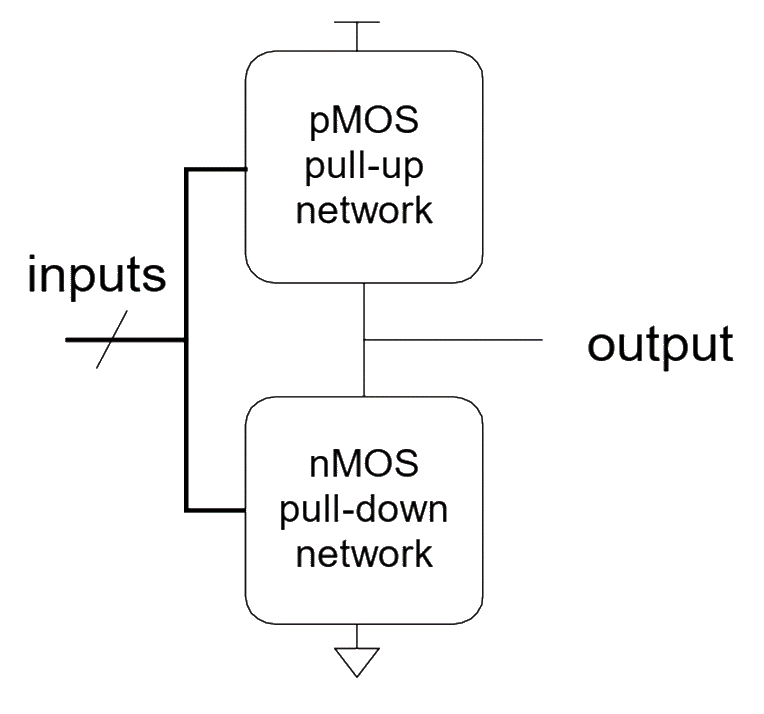 pMOS
pull-up
network
inputs
output
nMOS
pull-down
network